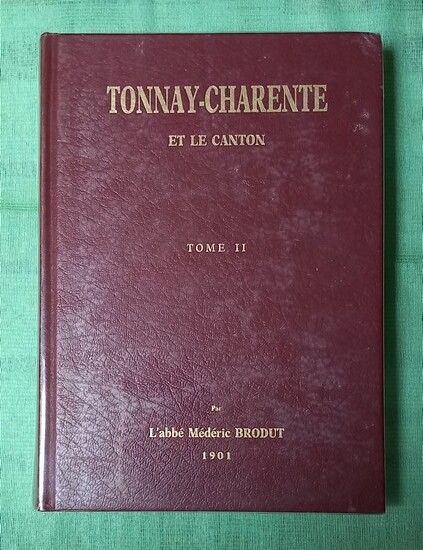 TONNAY-CHARENTE
ET LE CANTON
TOME II
Par
L'abbé Médéric BRODUT
1901